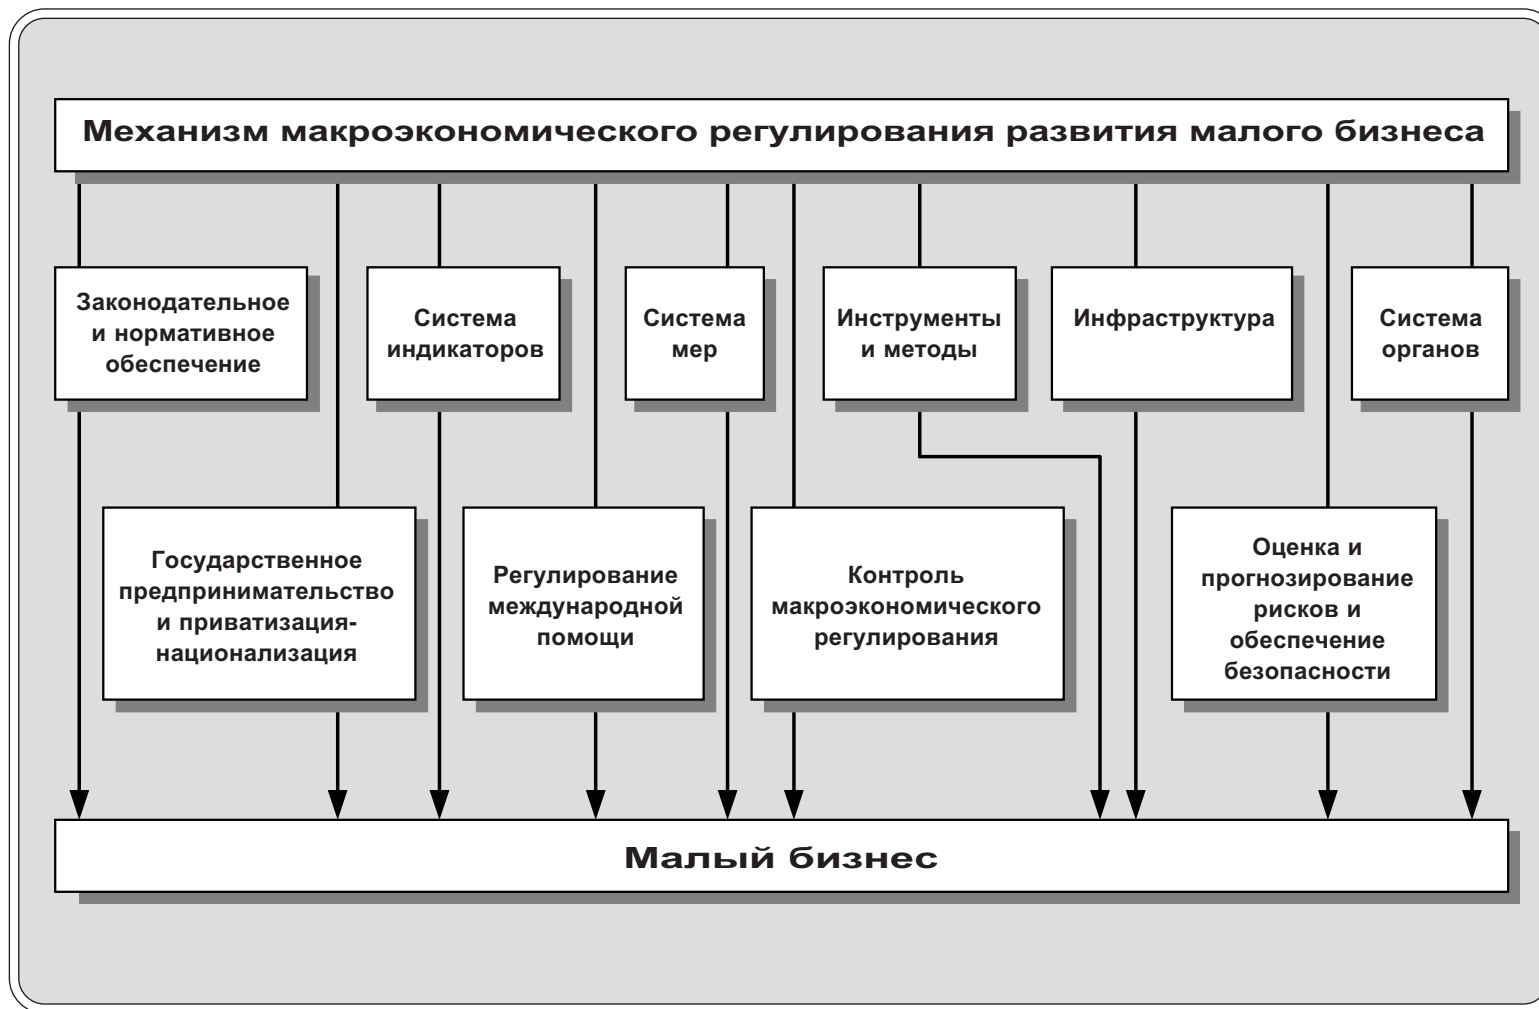 Механизм макроэкономического регулирования развития малого бизнеса
Законодательное
и нормативное
обеспечение
Система
индикаторов
Система
мер
Инструменты
и методы
Инфраструктура
Система
органов
Государственное
предпринимательство
и приватизация-
национализация
Регулирование
международной
помощи
Контроль
макроэкономического
регулирования
Оценка и
прогнозирование
рисков и
обеспечение
безопасности
Малый бизнес